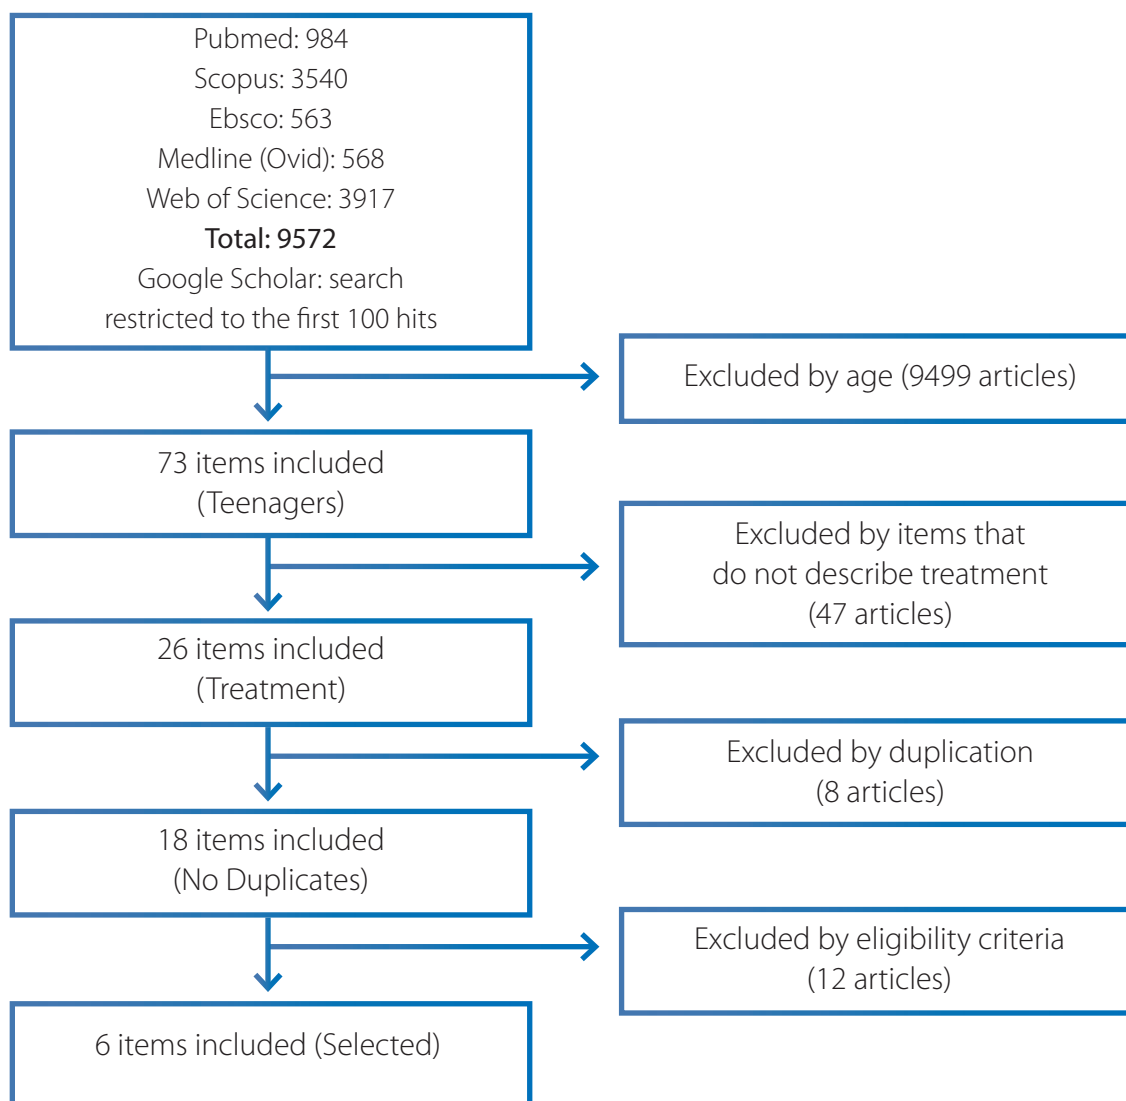 Pubmed: 984
Scopus: 3540
Ebsco: 563
Medline (Ovid): 568
Web of Science: 3917
Total: 9572
Google Scholar: search
restricted to the first 100 hits
Excluded by age (9499 articles)
73 items included
(Teenagers)
Excluded by items that
do not describe treatment
(47 articles)
26 items included
(Treatment)
Excluded by duplication
(8 articles)
18 items included
(No Duplicates)
Excluded by eligibility criteria
(12 articles)
6 items included (Selected)